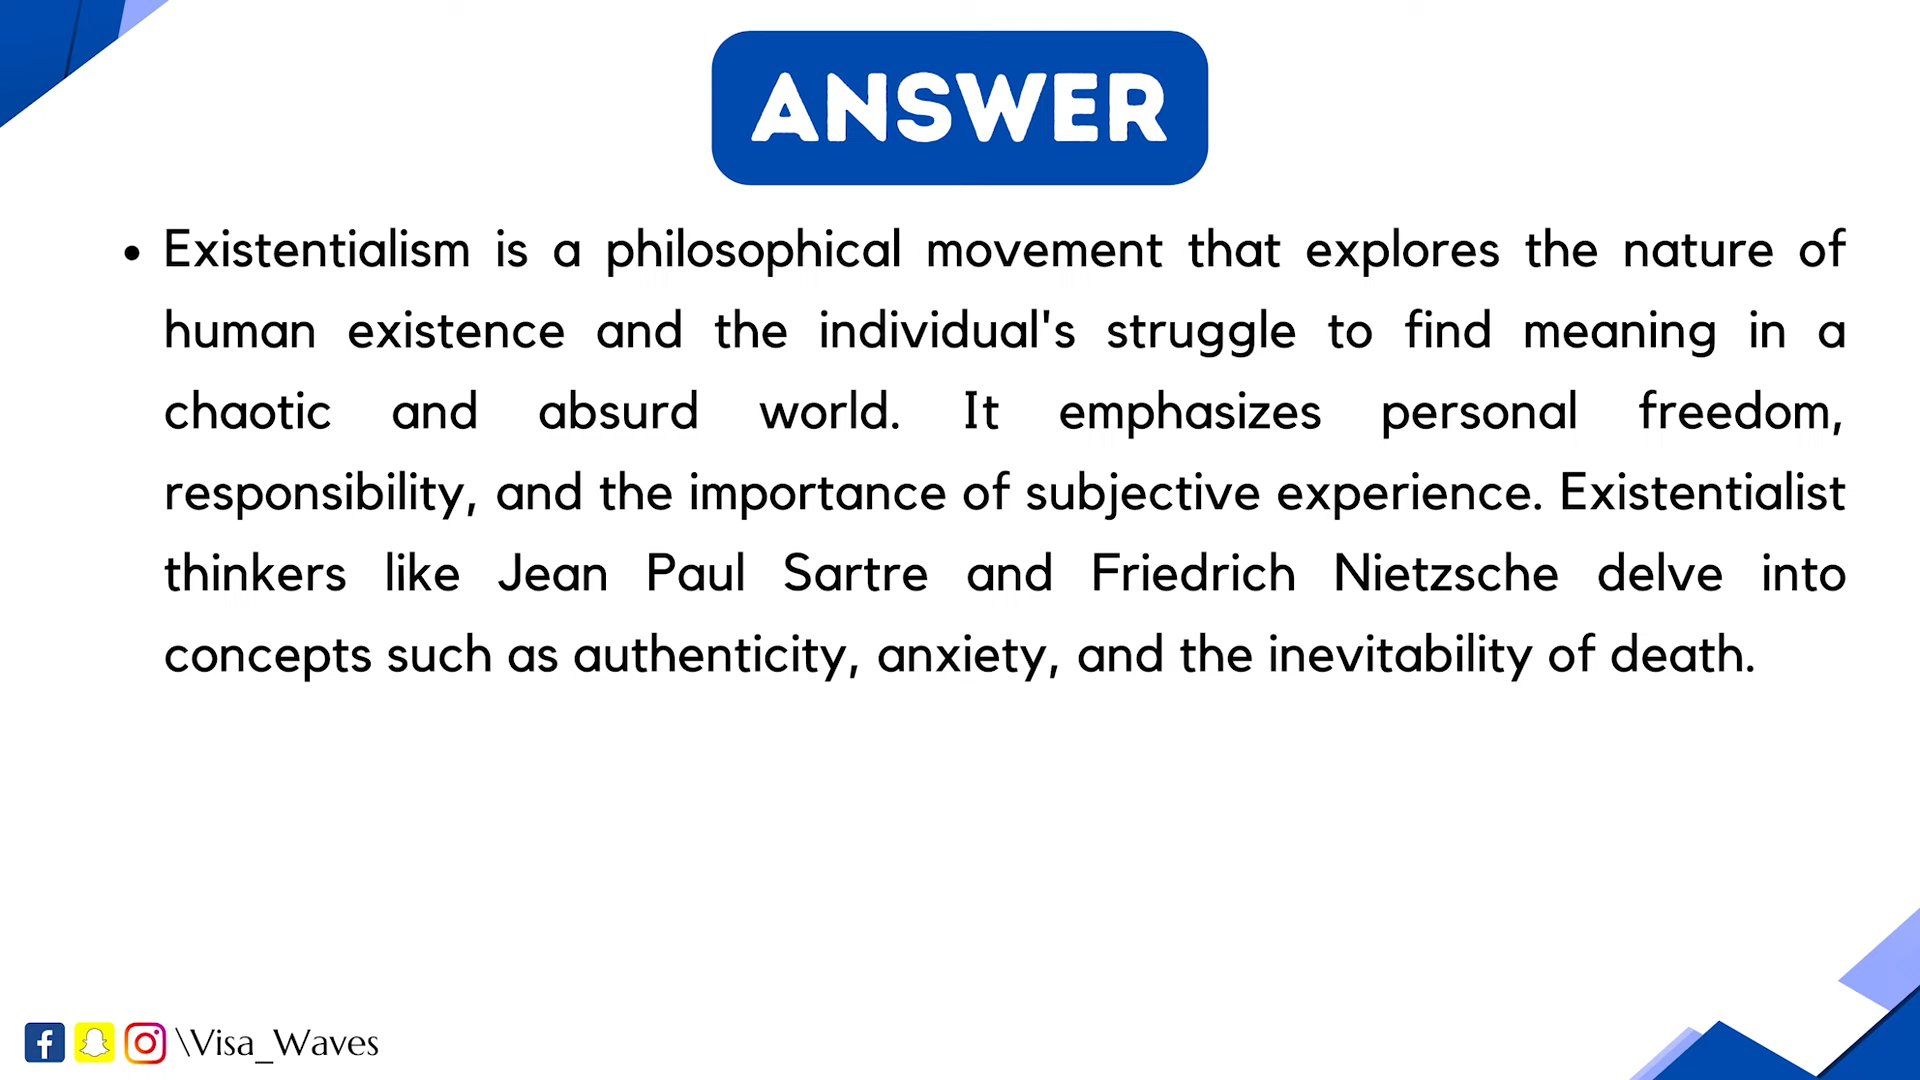 ANSWER
• Existentialism is a philosophical movement that explores the nature of
human existence and the individual's struggle to find meaning in a
chaotic and absurd world. It emphasizes personal freedom,
responsibility, and the importance of subjective experience. Existentialist
thinkers like Jean Paul Sartre and Friedrich Nietzsche delve into
concepts such as authenticity, anxiety, and the inevitability of death.
\Visa_Waves